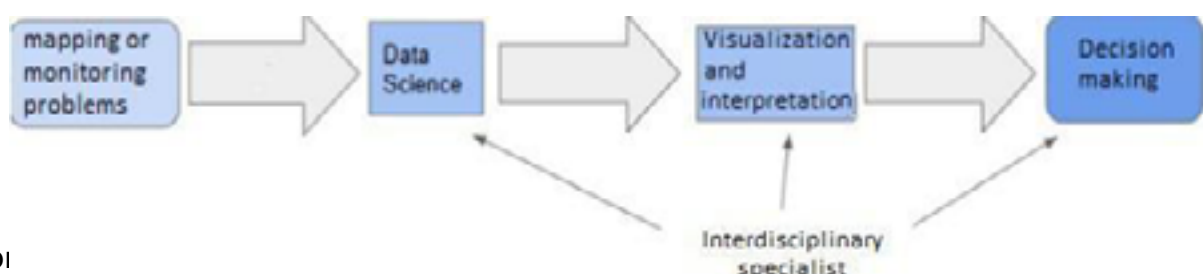 mapping or
monitoring
problems
Data
Science
Visualization
and
interpretation
Decision
making
Interdisciplinary
specialist